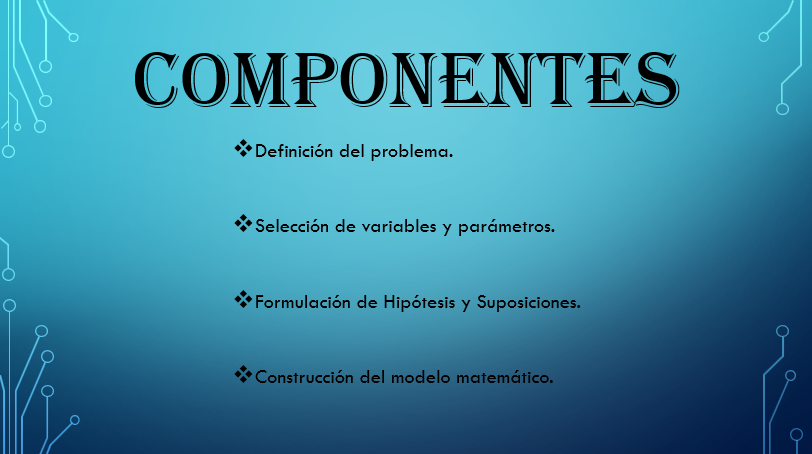 COMPONENTES
❖Definición del problema.
❖Selección de variables y parámetros.
❖Formulación de Hipótesis y Suposiciones.
❖Construcción del modelo matemático.